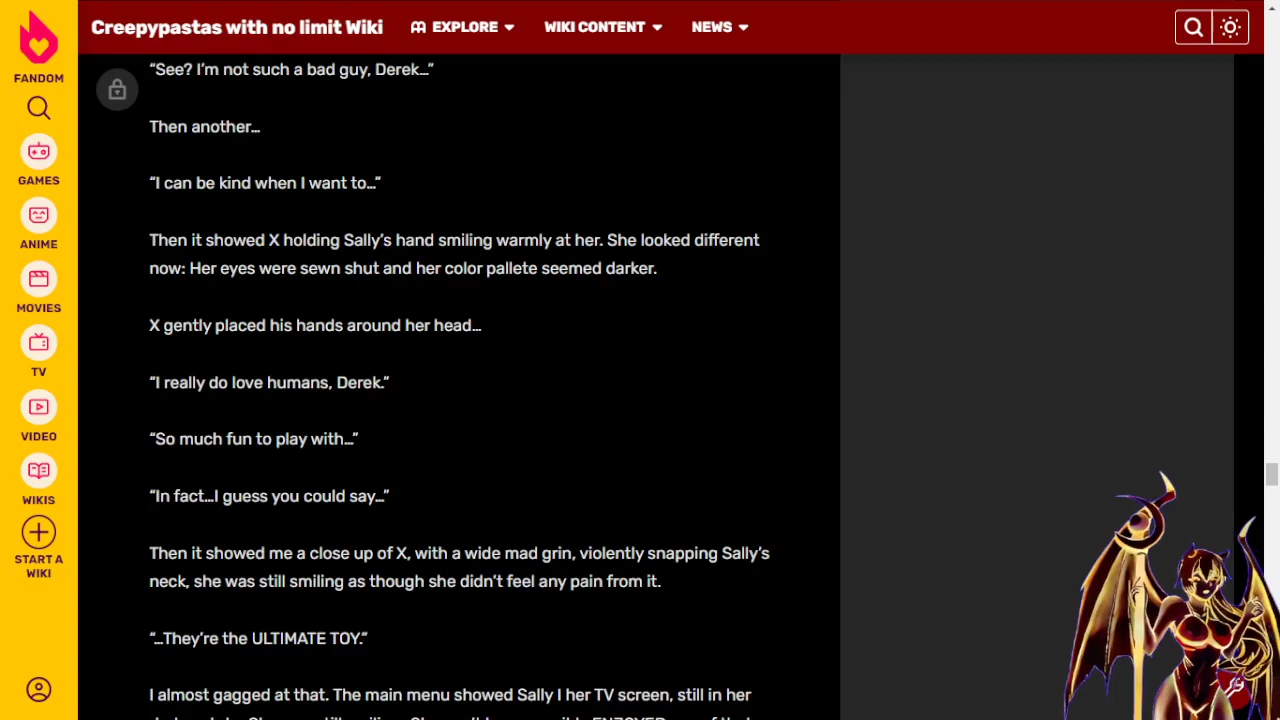 Creepypastas with no limit Wiki
EXPLORE
WIKI CONTENT
NEWS
FANDOM
GAMES
ANIME
MOVIES
TV
VIDEO
WIKIS
START A
WIKI
“See? I’m not such a bad guy, Derek…”
Then another…
“I can be kind when I want to…”
Then it showed X holding Sally’s hand smiling warmly at her. She looked different
now: Her eyes were sewn shut and her color pallete seemed darker.
X gently placed his hands around her head…
“I really do love humans, Derek.”
“So much fun to play with…”
“In fact…I guess you could say…”
Then it showed me a close up of X, with a wide mad grin, violently snapping Sally’s
neck, she was still smiling as though she didn’t feel any pain from it.
“…They’re the ULTIMATE TOY.”
I almost gagged at that. The main menu showed Sally I her TV screen, still in her